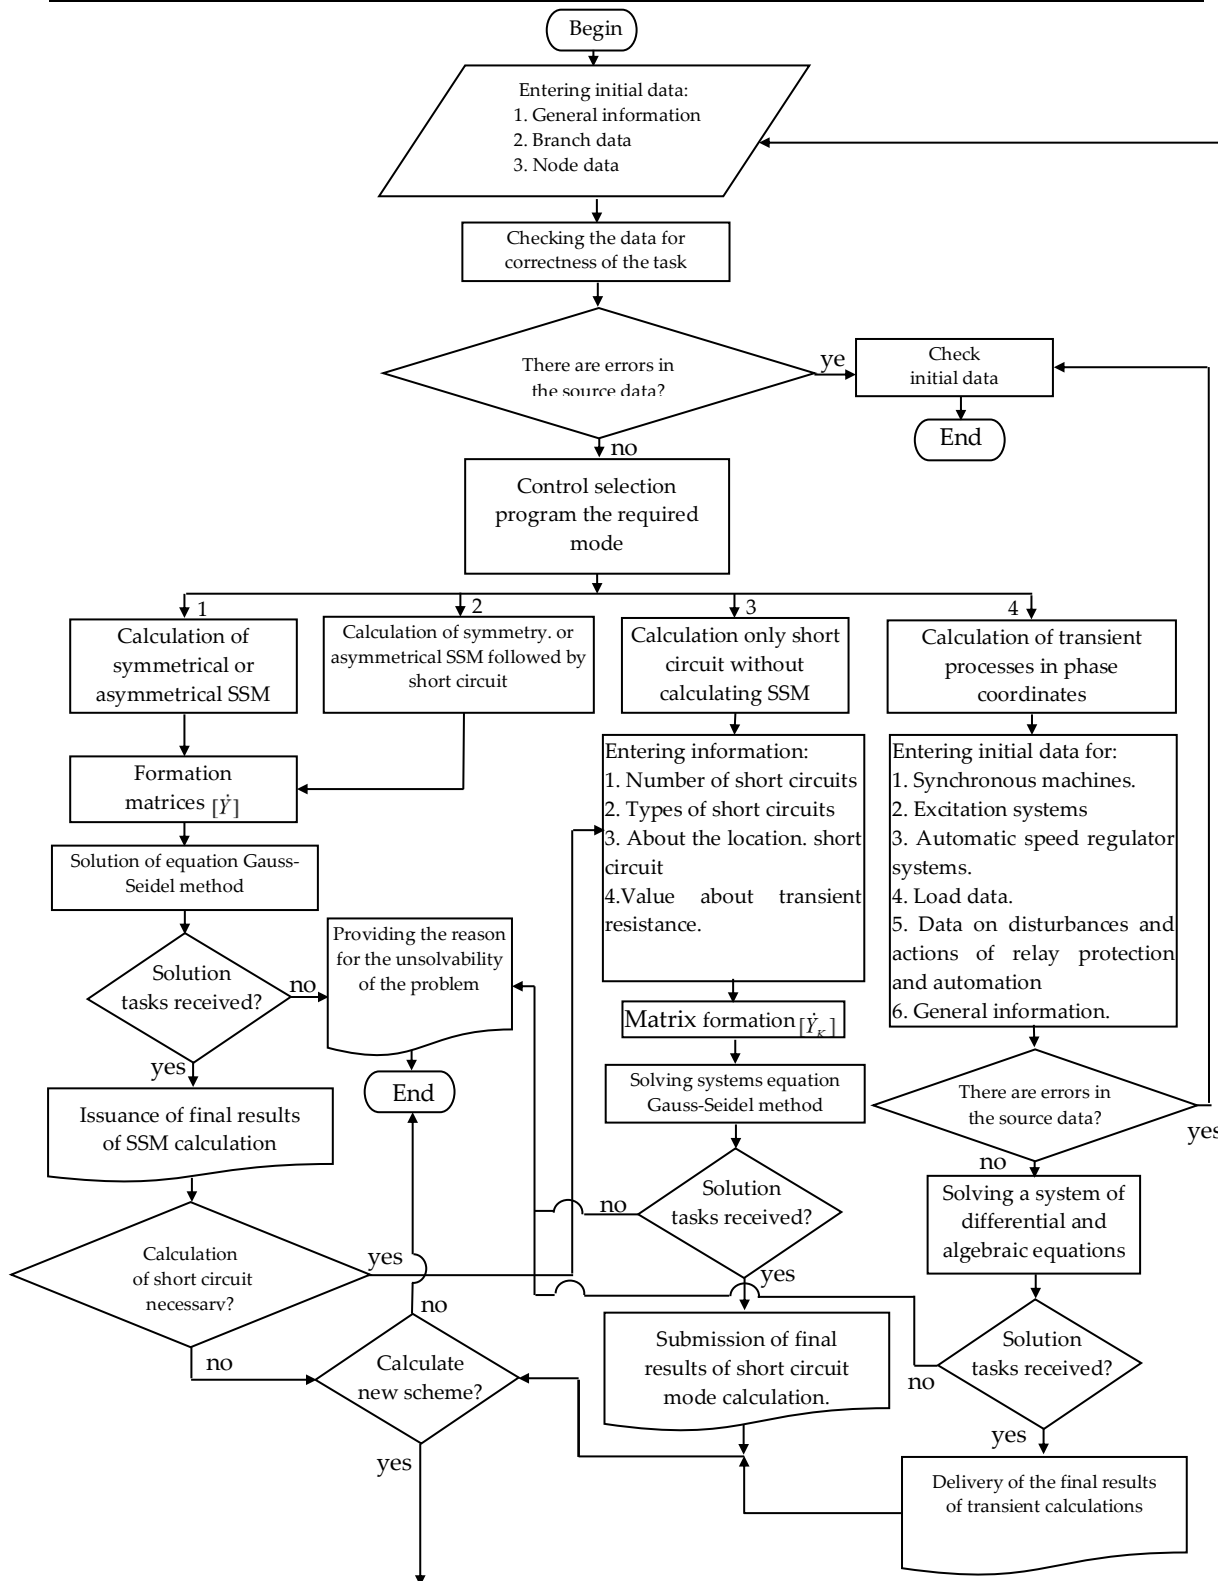 Begin
Entering initial data:
1. General information
2. Branch data
3. Node data
Checking the data for
correctness of the task
There are errors in
the source data?
ye
Check
initial data
End
no
Control selection
program the required
mode
1
2
3
4
Calculation of
symmetrical or
asymmetrical SSM
Calculation of symmetry. or
asymmetrical SSM followed by
short circuit
Calculation only short
circuit without
calculating SSM
Calculation of transient
processes in phase
coordinates
Formation
matrices [Ẏ]
Entering information:
1. Number of short circuits
2. Types of short circuits
3. About the location. short
circuit
4.Value about transient
resistance.
Entering initial data for:
1. Synchronous machines.
2. Excitation systems
3. Automatic speed regulator
systems.
4. Load data.
5. Data on disturbances and
actions of relay protection
and automation
6. General information.
Solution of equation Gauss-
Seidel method
Solution
tasks received?
no
Providing the reason
for the unsolvability
of the problem
End
yes
Matrix formation [Ẏ_K]
Solving systems equation
Gauss-Seidel method
There are errors in
the source data?
yes
no
Issuance of final results
of SSM calculation
Solution
tasks received?
no
yes
Solving a system of
differential and
algebraic equations
Calculation
of short circuit
necessary?
yes
no
no
Calculate
new scheme?
yes
Submission of final
results of short circuit
mode calculation.
Solution
tasks received?
no
yes
Delivery of the final results
of transient calculations